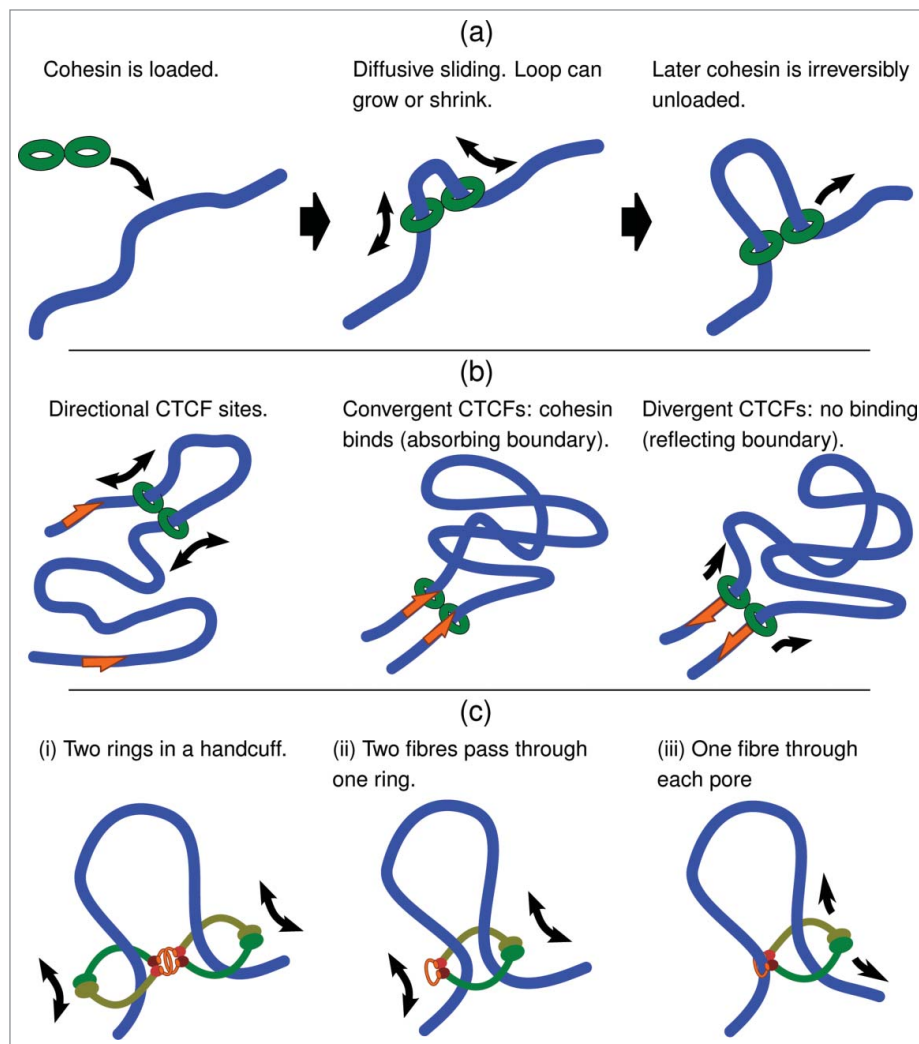 (a)
Cohesin is loaded.
Diffusive sliding. Loop can
grow or shrink.
Later cohesin is irreversibly
unloaded.
(b)
Directional CTCF sites.
Convergent CTCFs: cohesin
binds (absorbing boundary).
Divergent CTCFs: no binding
(reflecting boundary).
(c)
(i) Two rings in a handcuff.
(ii) Two fibres pass through
one ring.
(iii) One fibre through
each pore